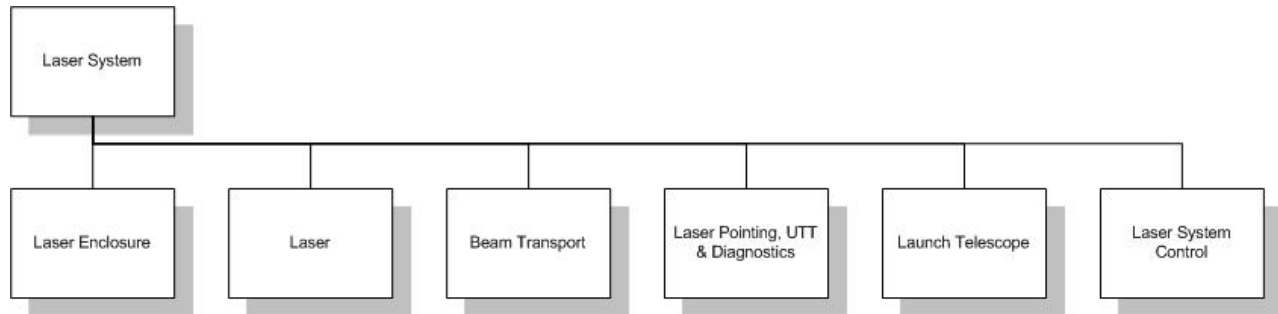 Laser System
Laser Enclosure
Laser
Beam Transport
Laser Pointing, UTT
& Diagnostics
Launch Telescope
Laser System
Control